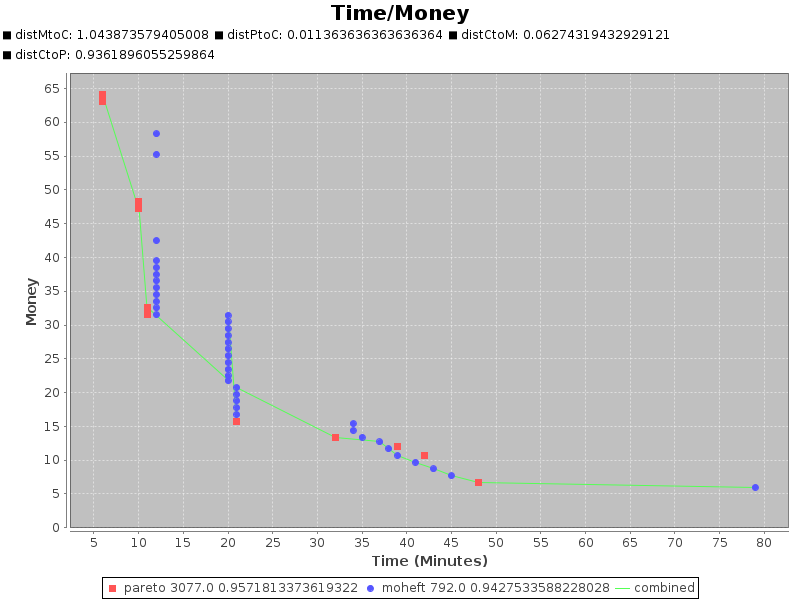 Time/Money
distMtoC: 1.043873579405008 distPtoC: 0.011363636363636364 distCtoM: 0.06274319432929121
distCtoP: 0.9361896055259864
65
60
55
50
45
40
35
30
25
20
15
10
5
0
Money
5 10 15 20 25 30 35 40 45 50 55 60 65 70 75 80
Time (Minutes)
pareto 3077.0 0.9571813373619322 moheft 792.0 0.9427533588228028 combined